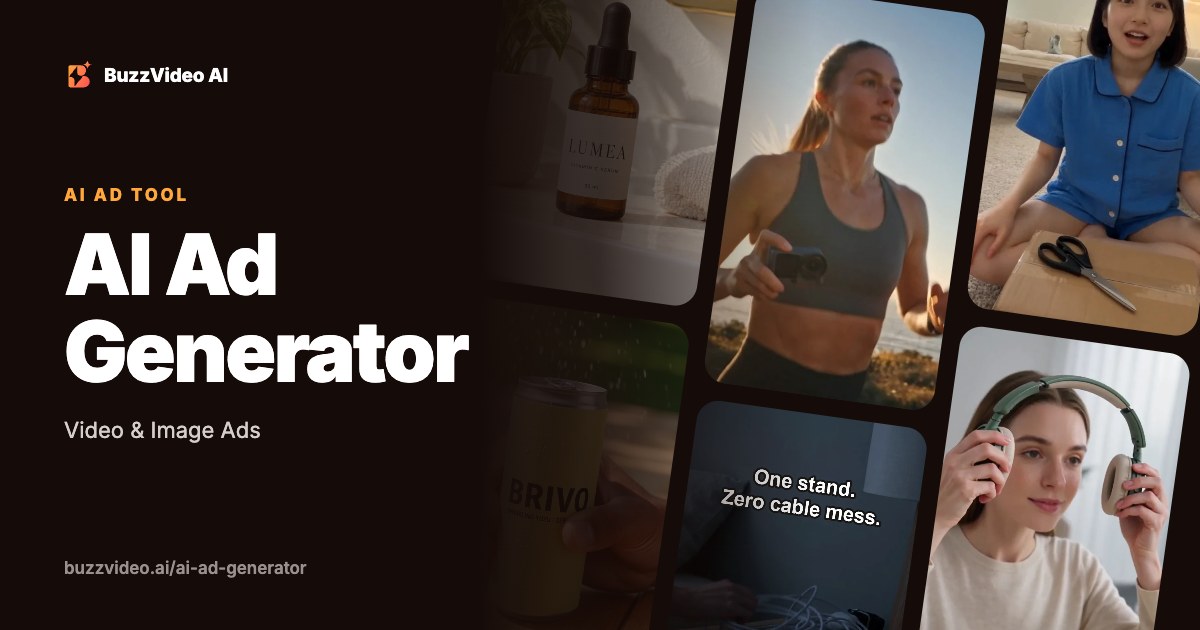 BuzzVideo AI
AI AD TOOL
AI Ad
Generator
Video & Image Ads
buzzvideo.ai/ai-ad-generator
LUMEA
BRIVO
One stand.
Zero cable mess.